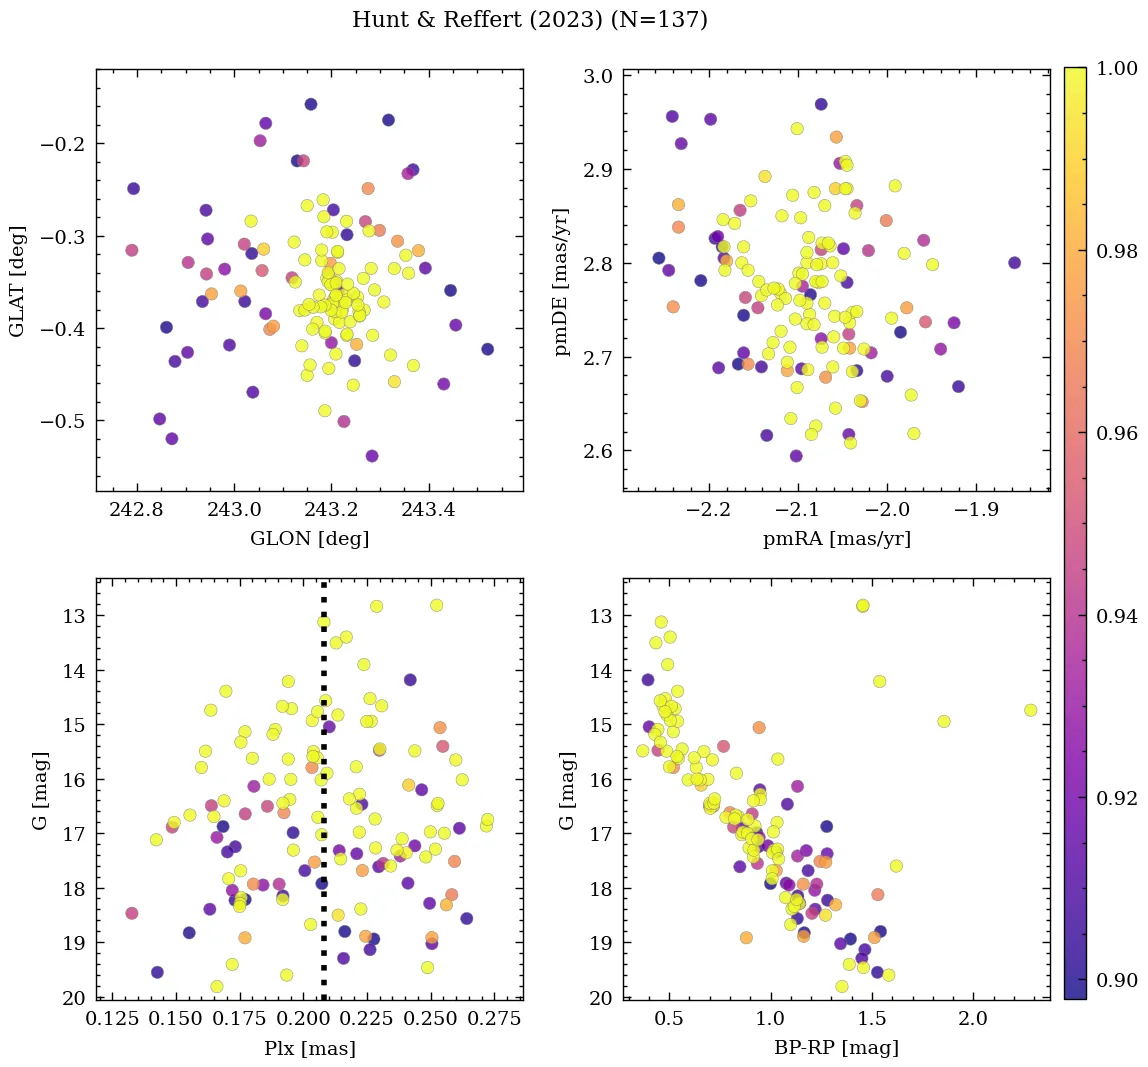 Hunt & Reffert (2023) (N=137)
−0.2
−0.3
−0.4
−0.5
GLAT [deg]
242.8 243.0 243.2 243.4
GLON [deg]
3.0
2.9
2.8
2.7
2.6
pmDE [mas/yr]
−2.2 −2.1 −2.0 −1.9
pmRA [mas/yr]
1.00
0.98
0.96
0.94
0.92
0.90
13
14
15
16
17
18
19
20
G [mag]
0.125 0.150 0.175 0.200 0.225 0.250 0.275
Plx [mas]
13
14
15
16
17
18
19
20
G [mag]
0.5 1.0 1.5 2.0
BP-RP [mag]